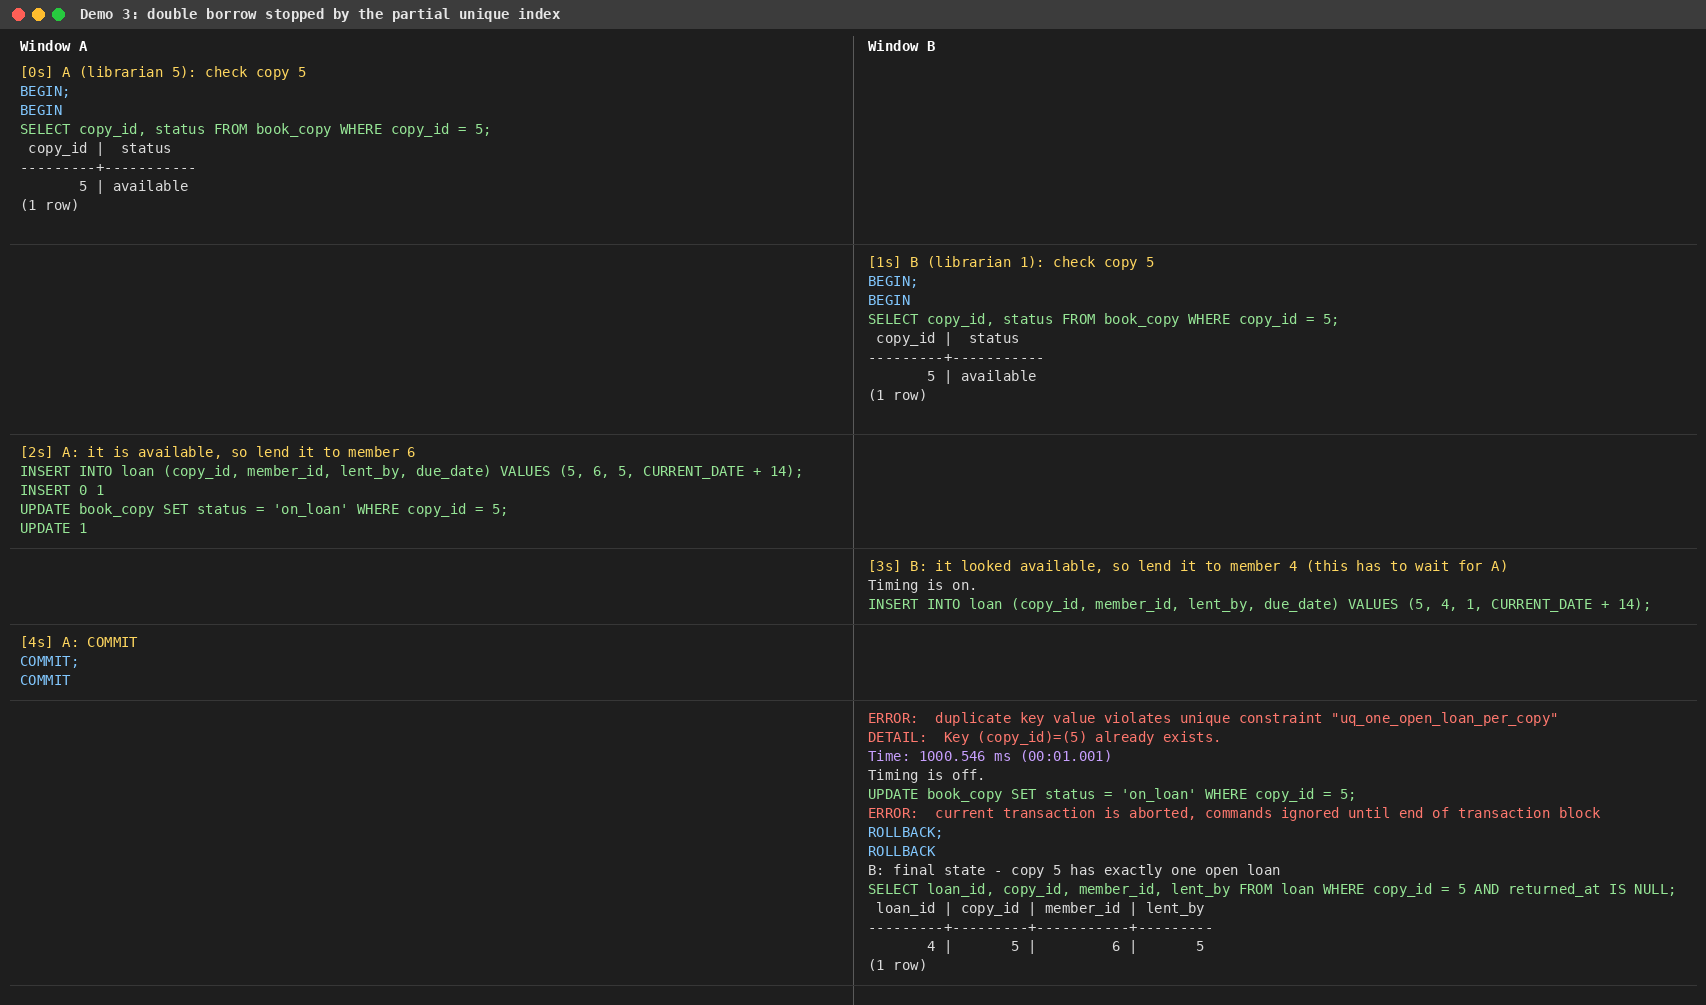 Demo 3: double borrow stopped by the partial unique index
Window A
Window B
[0s] A (librarian 5): check copy 5
BEGIN;
BEGIN
SELECT copy_id, status FROM book_copy WHERE copy_id = 5;
 copy_id |  status
---------+-----------
       5 | available
(1 row)
[1s] B (librarian 1): check copy 5
BEGIN;
BEGIN
SELECT copy_id, status FROM book_copy WHERE copy_id = 5;
 copy_id |  status
---------+-----------
       5 | available
(1 row)
[2s] A: it is available, so lend it to member 6
INSERT INTO loan (copy_id, member_id, lent_by, due_date) VALUES (5, 6, 5, CURRENT_DATE + 14);
INSERT 0 1
UPDATE book_copy SET status = 'on_loan' WHERE copy_id = 5;
UPDATE 1
[3s] B: it looked available, so lend it to member 4 (this has to wait for A)
Timing is on.
INSERT INTO loan (copy_id, member_id, lent_by, due_date) VALUES (5, 4, 1, CURRENT_DATE + 14);
[4s] A: COMMIT
COMMIT;
COMMIT
ERROR:  duplicate key value violates unique constraint "uq_one_open_loan_per_copy"
DETAIL:  Key (copy_id)=(5) already exists.
Time: 1000.546 ms (00:01.001)
Timing is off.
UPDATE book_copy SET status = 'on_loan' WHERE copy_id = 5;
ERROR:  current transaction is aborted, commands ignored until end of transaction block
ROLLBACK;
ROLLBACK
B: final state - copy 5 has exactly one open loan
SELECT loan_id, copy_id, member_id, lent_by FROM loan WHERE copy_id = 5 AND returned_at IS NULL;
 loan_id | copy_id | member_id | lent_by
---------+---------+-----------+---------
       4 |       5 |         6 |       5
(1 row)